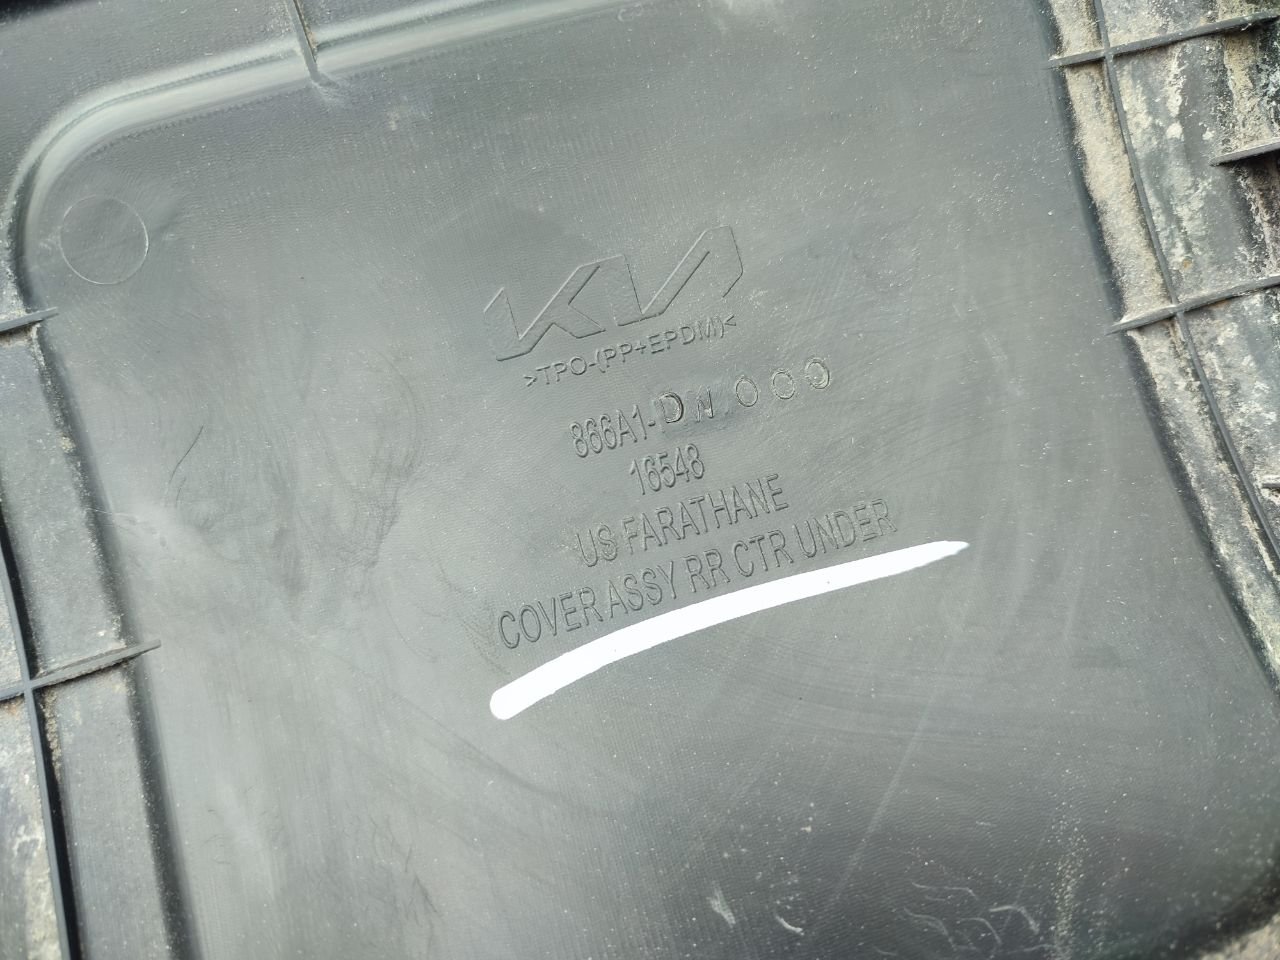 KIA
>TPO-(PP+EPDM)<
866A1-DW000
16548
US FARATHANE
COVER ASSY RR CTR UNDER